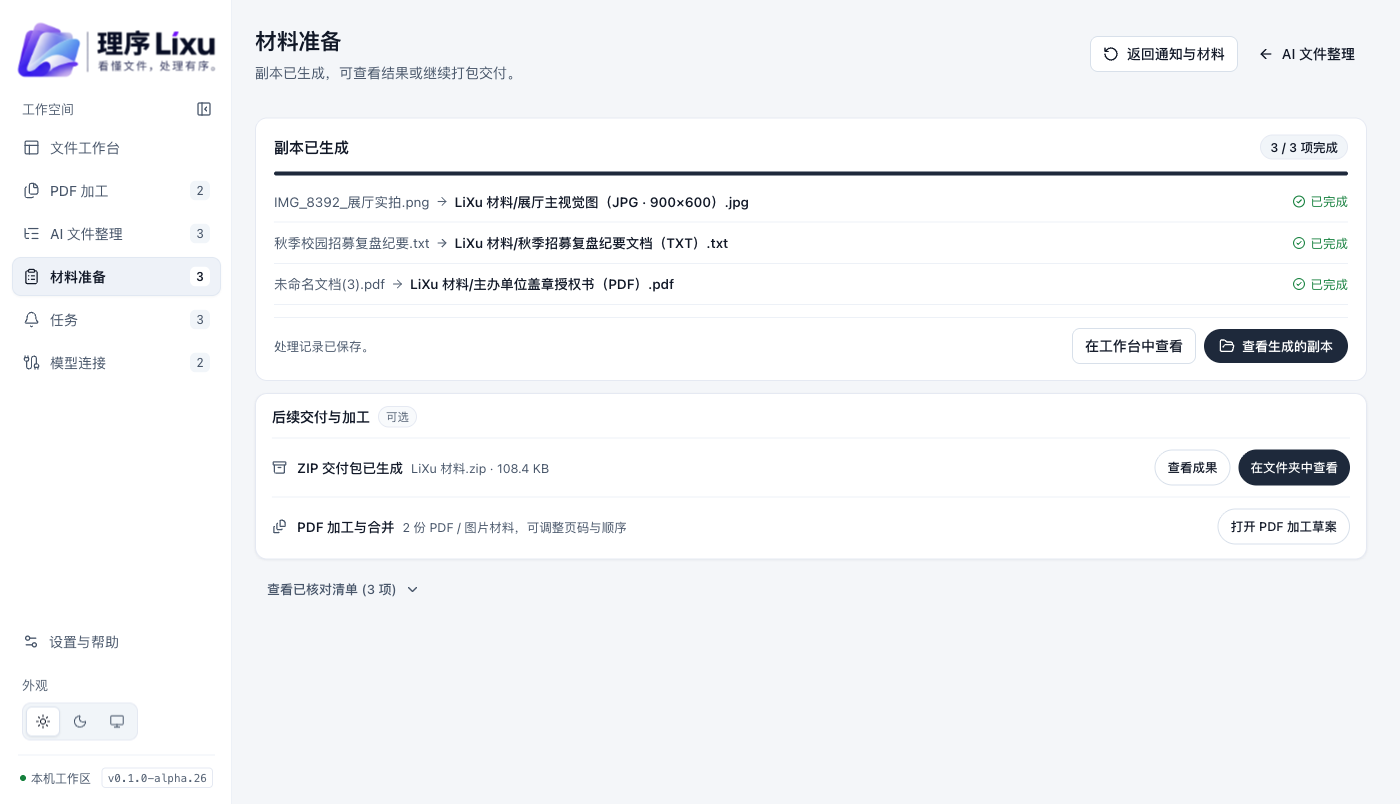 理序 Lixu
看懂文件，处理有序。
工作空间
文件工作台
PDF 加工 2
AI 文件整理 3
材料准备 3
任务 3
模型连接 2
设置与帮助
外观
本机工作区 v0.1.0-alpha.26
材料准备
副本已生成，可查看结果或继续打包交付。
返回通知与材料
AI 文件整理
副本已生成
3 / 3 项完成
IMG_8392_展厅实拍.png → LiXu 材料/展厅主视觉图（JPG · 900×600）.jpg 已完成
秋季校园招募复盘纪要.txt → LiXu 材料/秋季招募复盘纪要文档（TXT）.txt 已完成
未命名文档(3).pdf → LiXu 材料/主办单位盖章授权书（PDF）.pdf 已完成
处理记录已保存。
在工作台中查看
查看生成的副本
后续交付与加工 可选
ZIP 交付包已生成 LiXu 材料.zip · 108.4 KB
查看成果
在文件夹中查看
PDF 加工与合并 2 份 PDF / 图片材料，可调整页码与顺序
打开 PDF 加工草案
查看已核对清单 (3 项)